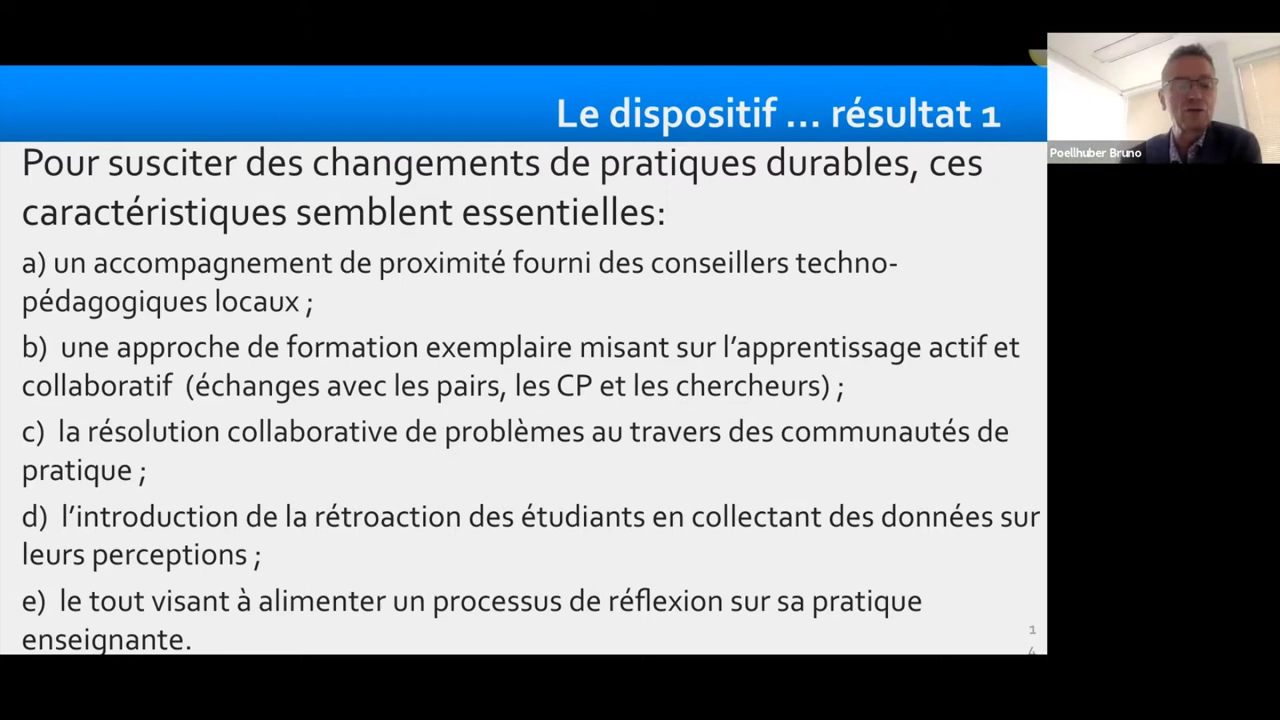 Le dispositif ... résultat 1
Pour susciter des changements de pratiques durables, ces
caractéristiques semblent essentielles:
a) un accompagnement de proximité fourni des conseillers techno-
pédagogiques locaux ;
b)  une approche de formation exemplaire misant sur l’apprentissage actif et
collaboratif  (échanges avec les pairs, les CP et les chercheurs) ;
c)  la résolution collaborative de problèmes au travers des communautés de
pratique ;
d)  l’introduction de la rétroaction des étudiants en collectant des données sur
leurs perceptions ;
e)  le tout visant à alimenter un processus de réflexion sur sa pratique
enseignante.
1
4
Poellhuber Bruno